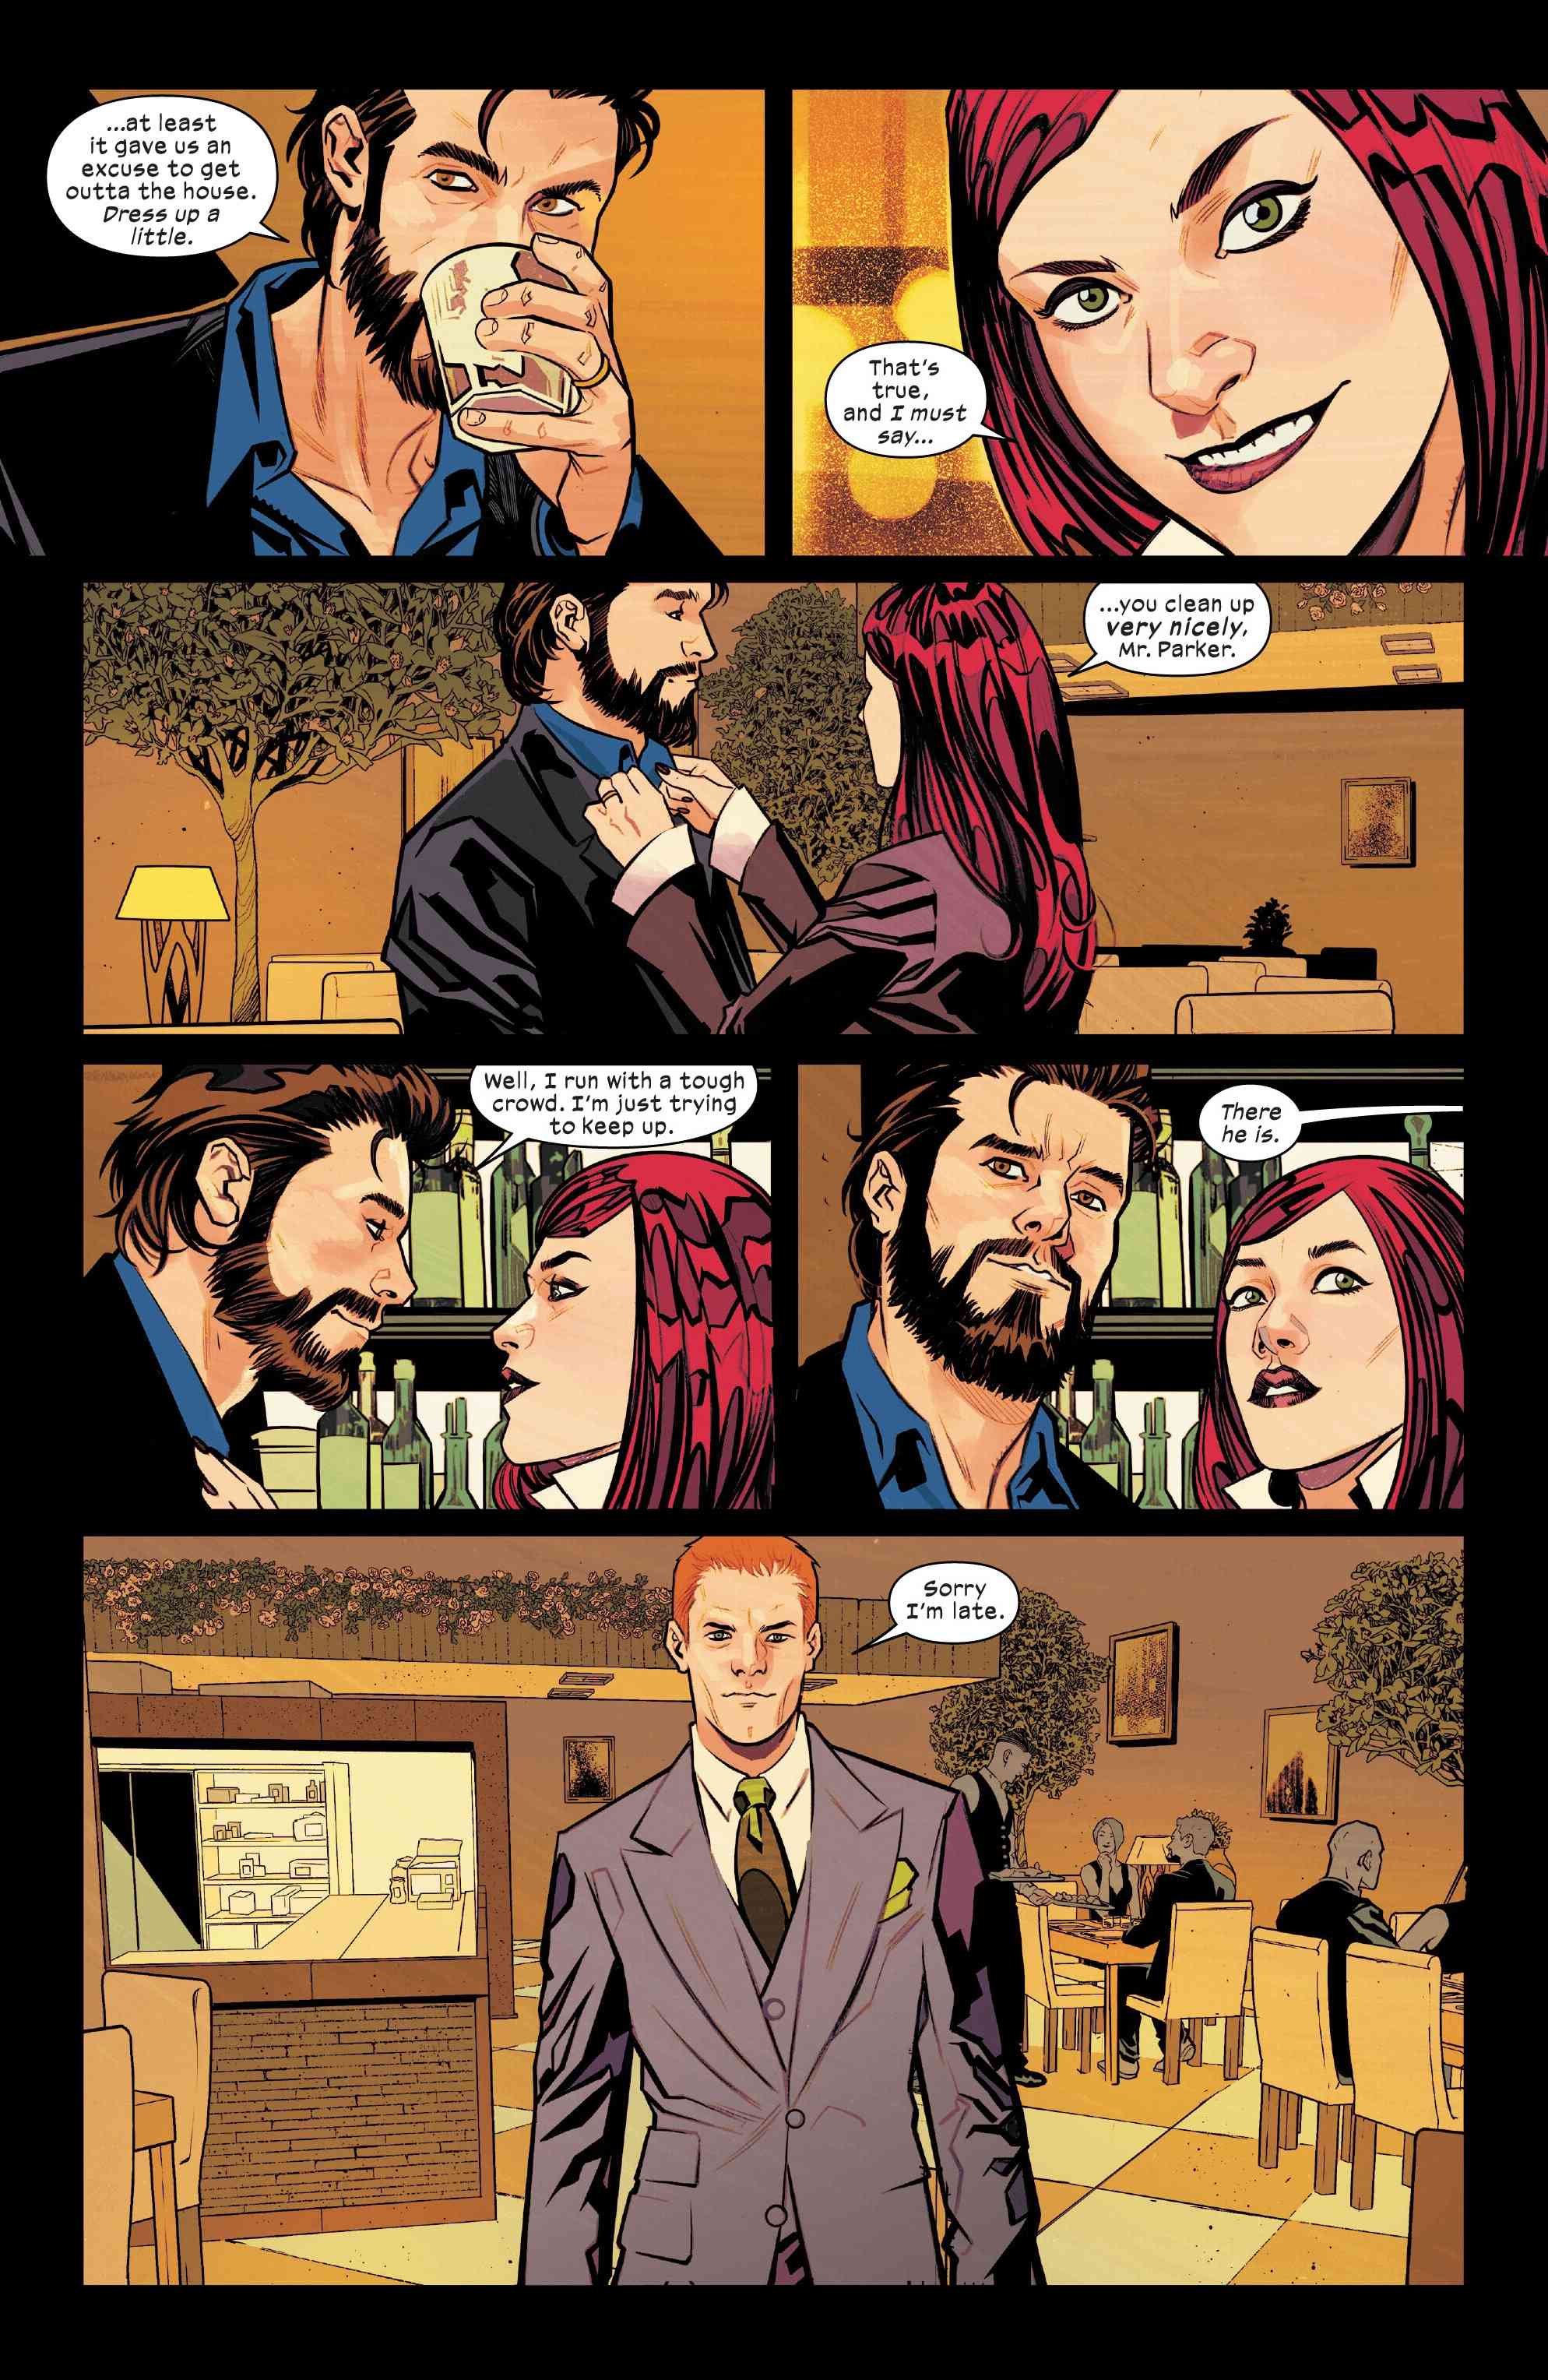 ...at least
it gave us an
excuse to get
outta the house.
Dress up a
little.
That's
true,
and I must
say...
...you clean up
very nicely,
Mr. Parker.
Well, I run with a tough
crowd. I'm just trying
to keep up.
There
he is.
Sorry
I'm late.